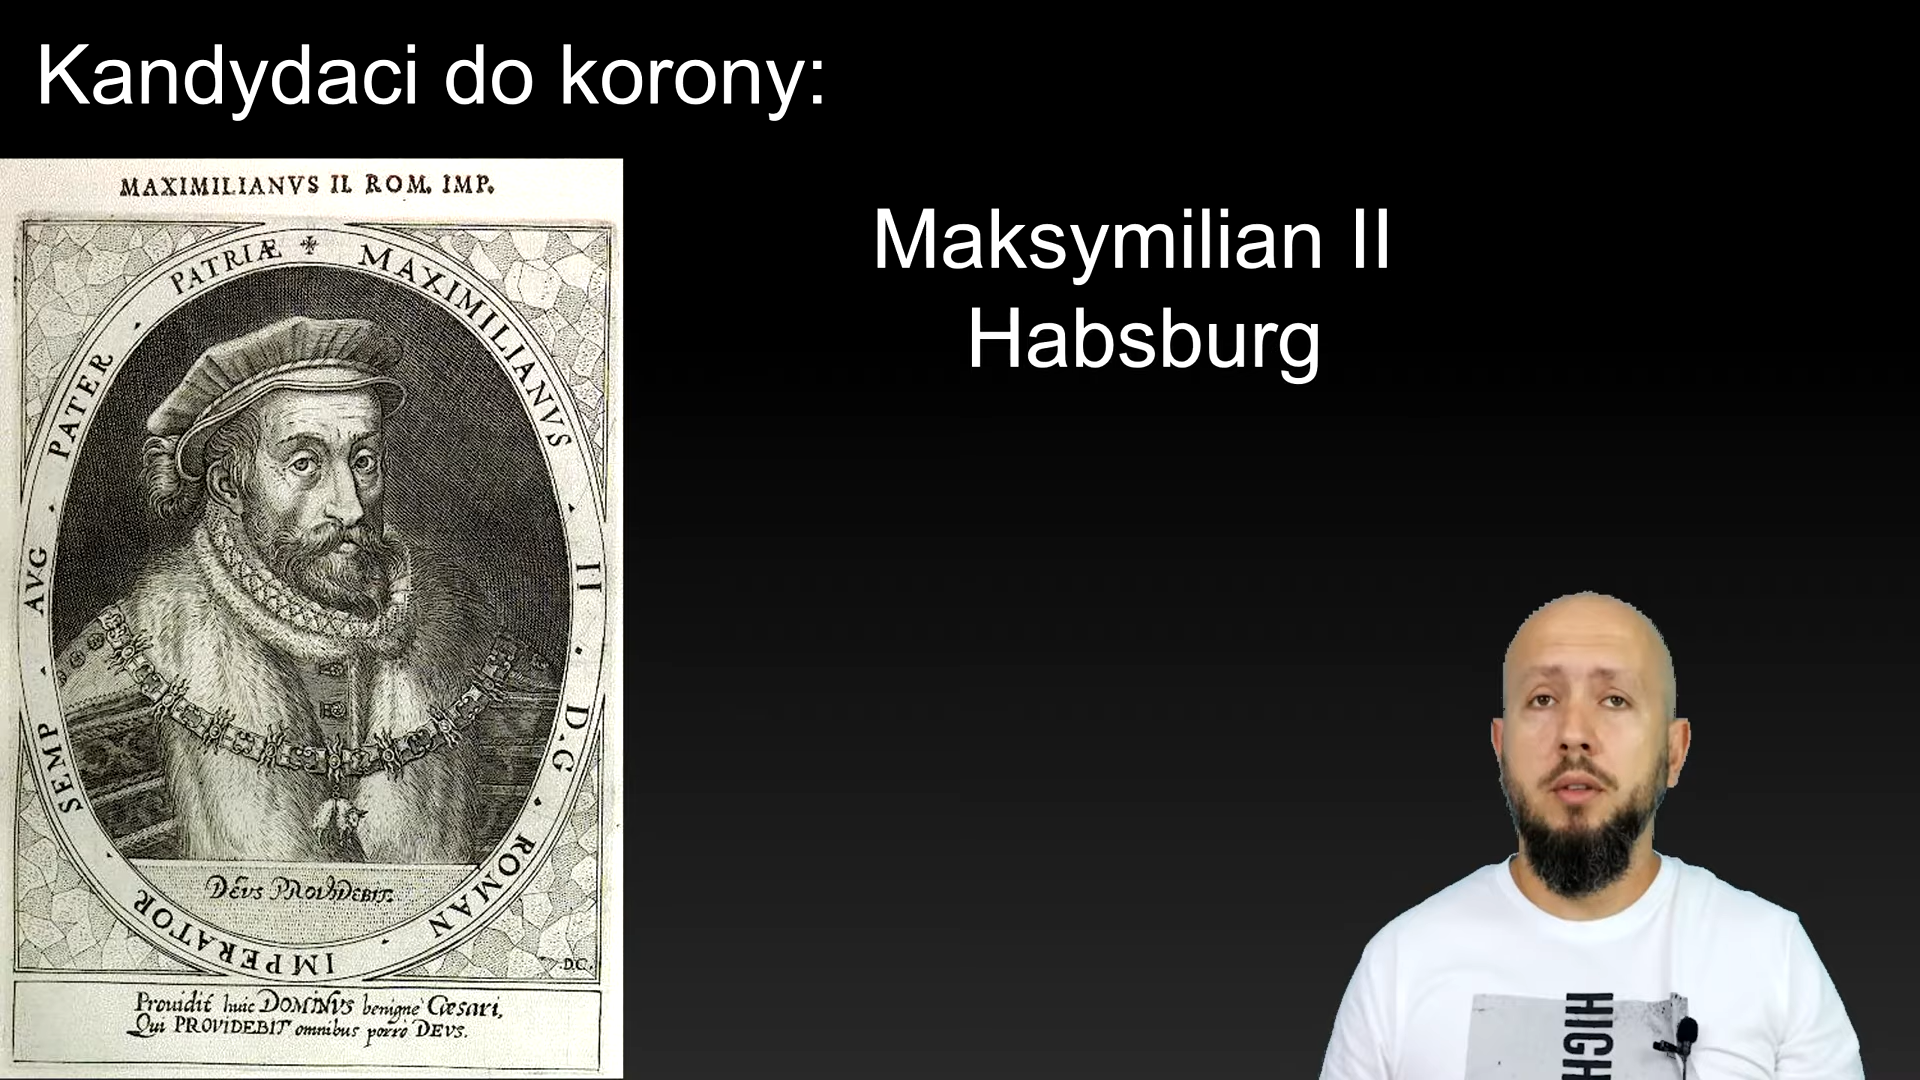 Kandydaci do korony:
MAXIMILIANVS II. ROM. IMP.
Maksymilian II
Habsburg
SEMP · AVG · PATER · PATRIÆ MAXIMILIANVS · II · D.G · ROMAN · IMPERATOR
DEVS PROVIDEBIT.
D.C.
Prouidit huic DOMINVS benigne Cæsari,
Qui PROVIDEBIT omnibus porrò DEVS.
HIGH